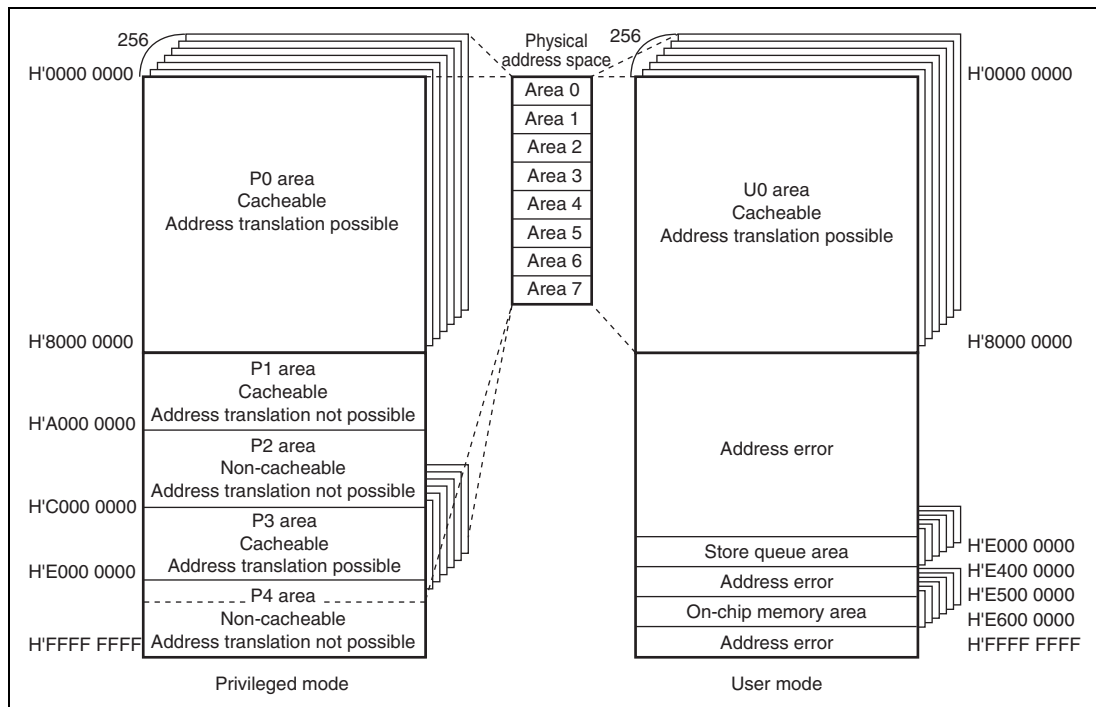 256
H'0000 0000
P0 area
Cacheable
Address translation possible
H'8000 0000
P1 area
Cacheable
Address translation not possible
H'A000 0000
P2 area
Non-cacheable
Address translation not possible
H'C000 0000
P3 area
Cacheable
Address translation possible
H'E000 0000
P4 area
Non-cacheable
Address translation not possible
H'FFFF FFFF
Privileged mode
Physical
address space
Area 0
Area 1
Area 2
Area 3
Area 4
Area 5
Area 6
Area 7
256
H'0000 0000
U0 area
Cacheable
Address translation possible
H'8000 0000
Address error
Store queue area
H'E000 0000
Address error
H'E400 0000
H'E500 0000
On-chip memory area
H'E600 0000
Address error
H'FFFF FFFF
User mode